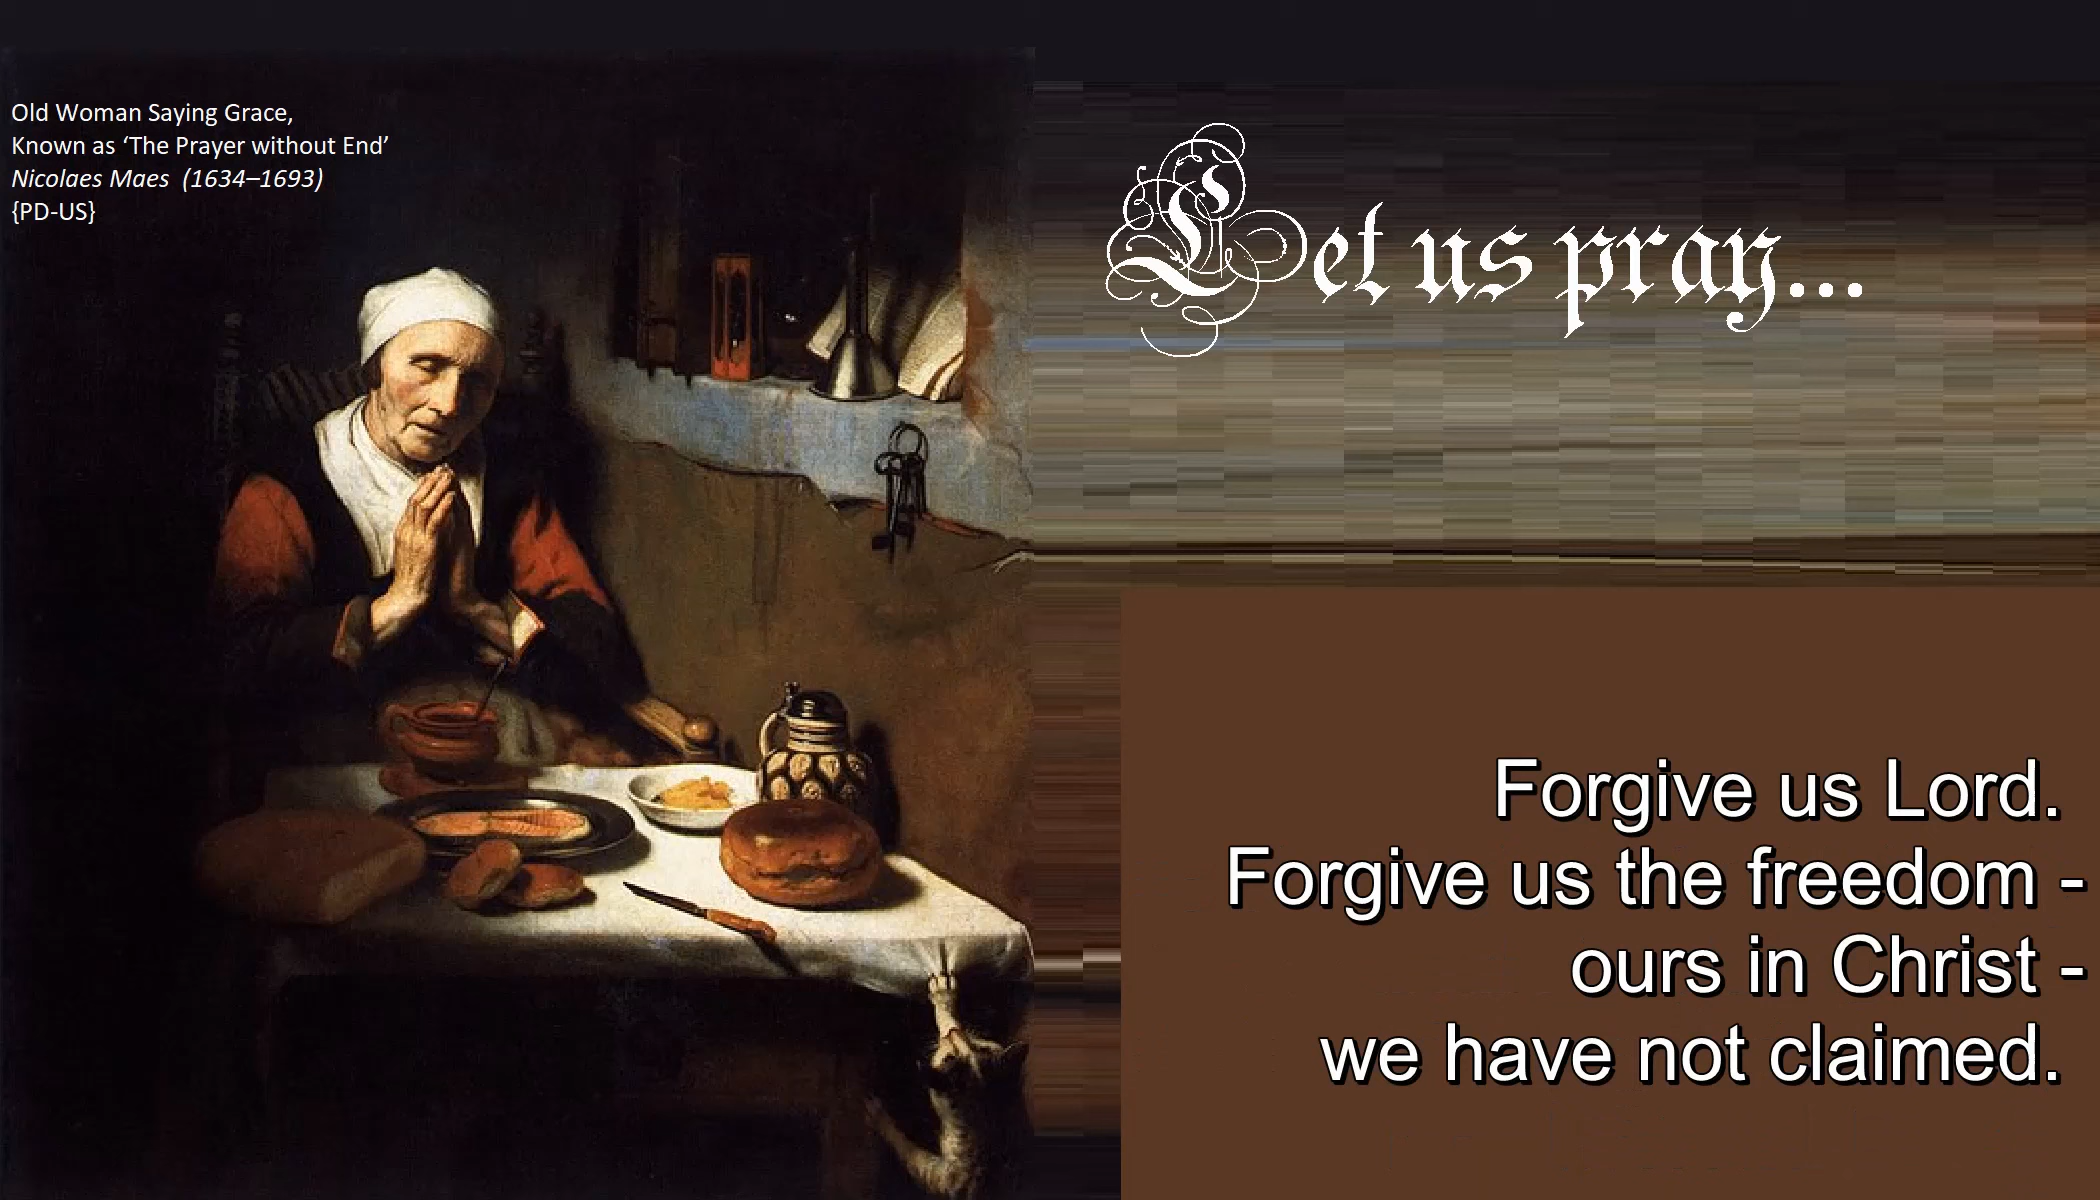 Old Woman Saying Grace,
Known as ‘The Prayer without End’
Nicolaes Maes (1634–1693)
{PD-US}
Let us pray...
Forgive us Lord.
Forgive us the freedom -
ours in Christ -
we have not claimed.